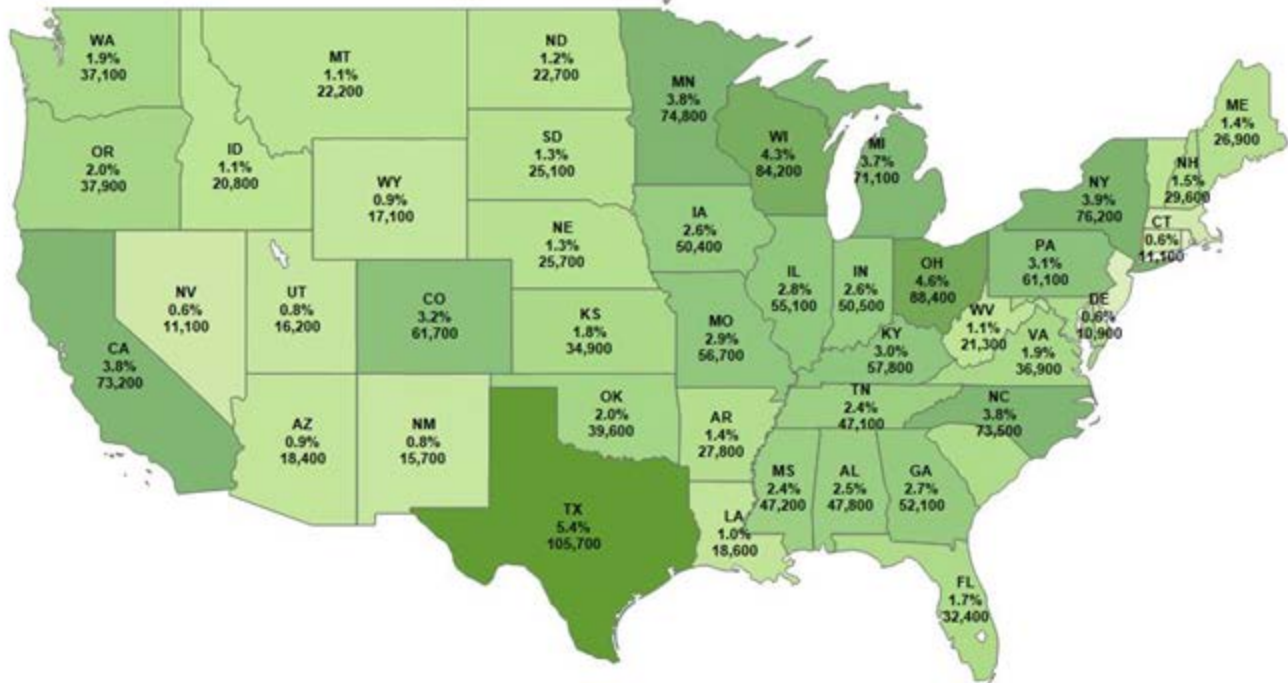 WA
1.9%
37,100
MT
1.1%
22,200
ND
1.2%
22,700
MN
3.8%
74,800
WI
4.3%
84,200
MI
3.7%
71,100
ME
1.4%
26,900
NH
1.5%
29,600
NY
3.9%
76,200
CT
0.6%
11,100
OR
2.0%
37,900
ID
1.1%
20,800
WY
0.9%
17,100
SD
1.3%
25,100
NE
1.3%
25,700
IA
2.6%
50,400
IL
2.8%
55,100
IN
2.6%
50,500
OH
4.6%
88,400
PA
3.1%
61,100
DE
0.6%
10,900
WV
1.1%
21,300
VA
1.9%
36,900
NV
0.6%
11,100
UT
0.8%
16,200
CO
3.2%
61,700
KS
1.8%
34,900
MO
2.9%
56,700
KY
3.0%
57,800
CA
3.8%
73,200
AZ
0.9%
18,400
NM
0.8%
15,700
OK
2.0%
39,600
AR
1.4%
27,800
TN
2.4%
47,100
NC
3.8%
73,500
TX
5.4%
105,700
LA
1.0%
18,600
MS
2.4%
47,200
AL
2.5%
47,800
GA
2.7%
52,100
FL
1.7%
32,400